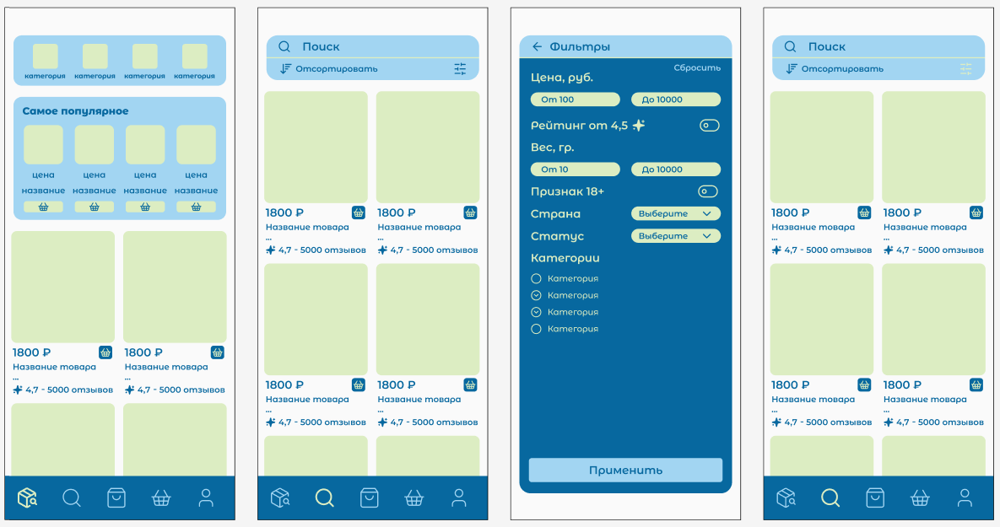 категория категория категория категория
Самое популярное
цена цена цена цена
название название название название
1800 ₽ 1800 ₽
Название товара Название товара
... ...
4,7 - 5000 отзывов 4,7 - 5000 отзывов
Поиск
Отсортировать
1800 ₽ 1800 ₽
Название товара Название товара
... ...
4,7 - 5000 отзывов 4,7 - 5000 отзывов
1800 ₽ 1800 ₽
Название товара Название товара
... ...
4,7 - 5000 отзывов 4,7 - 5000 отзывов
Фильтры
Сбросить
Цена, руб.
От 100 До 10000
Рейтинг от 4,5
Вес, гр.
От 10 До 10000
Признак 18+
Страна Выберите
Статус Выберите
Категории
Категория
Категория
Категория
Категория
Применить
Поиск
Отсортировать
1800 ₽ 1800 ₽
Название товара Название товара
... ...
4,7 - 5000 отзывов 4,7 - 5000 отзывов
1800 ₽ 1800 ₽
Название товара Название товара
... ...
4,7 - 5000 отзывов 4,7 - 5000 отзывов